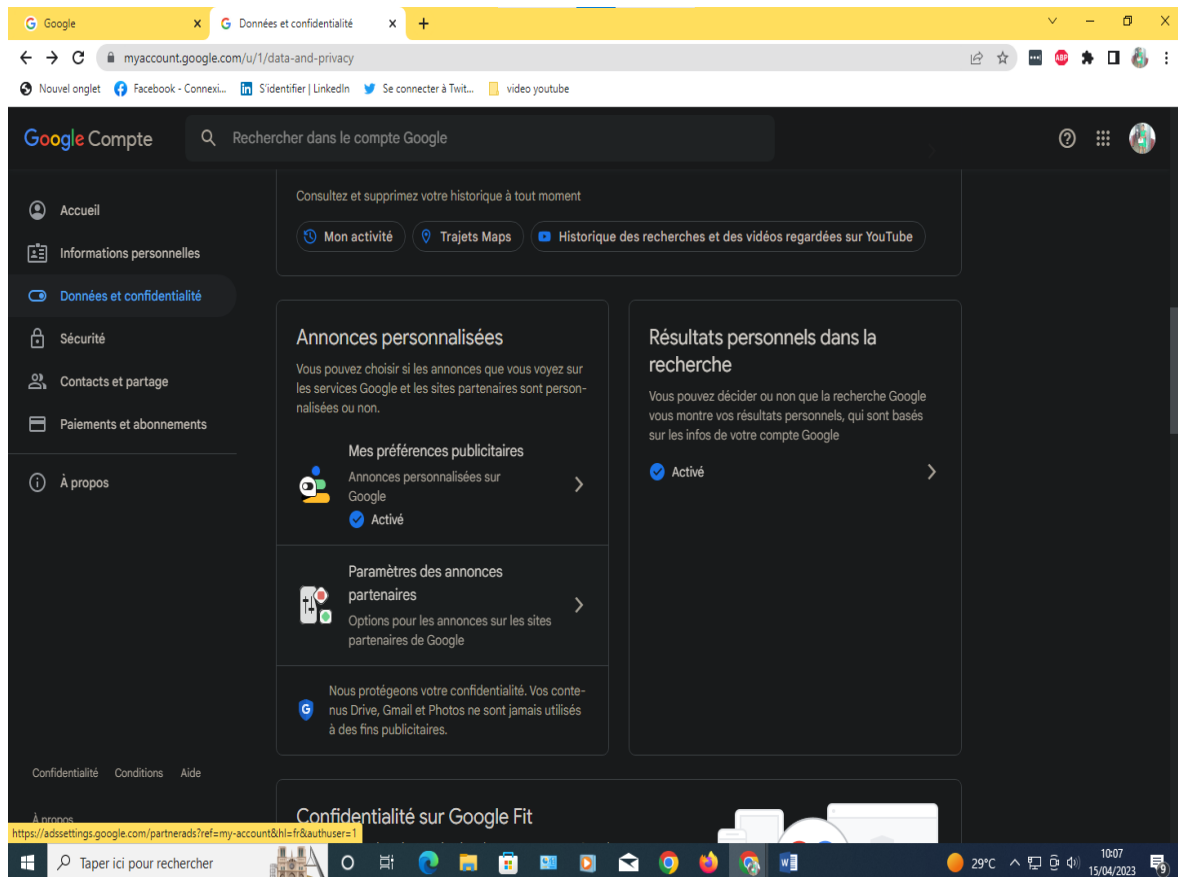 Google
Données et confidentialité
myaccount.google.com/u/1/data-and-privacy
ABP
Nouvel onglet
Facebook - Connexi...
in
S'identifier | LinkedIn
Se connecter à Twit...
video youtube
Google Compte
Rechercher dans le compte Google
Accueil
Informations personnelles
Données et confidentialité
Sécurité
Contacts et partage
Paiements et abonnements
À propos
Consultez et supprimez votre historique à tout moment
Mon activité
Trajets Maps
Historique des recherches et des vidéos regardées sur YouTube
Annonces personnalisées
Vous pouvez choisir si les annonces que vous voyez sur
les services Google et les sites partenaires sont person-
nalisées ou non.
Mes préférences publicitaires
Annonces personnalisées sur
Google
Activé
Paramètres des annonces
partenaires
Options pour les annonces sur les sites
partenaires de Google
Nous protégeons votre confidentialité. Vos conte-
nus Drive, Gmail et Photos ne sont jamais utilisés
à des fins publicitaires.
Résultats personnels dans la
recherche
Vous pouvez décider ou non que la recherche Google
vous montre vos résultats personnels, qui sont basés
sur les infos de votre compte Google
Activé
Confidentialité sur Google Fit
Confidentialité
Conditions
Aide
À propos
https://adssettings.google.com/partnerads?ref=my-account&hl=fr&authuser=1
Taper ici pour rechercher
29°C
10:07
15/04/2023
9